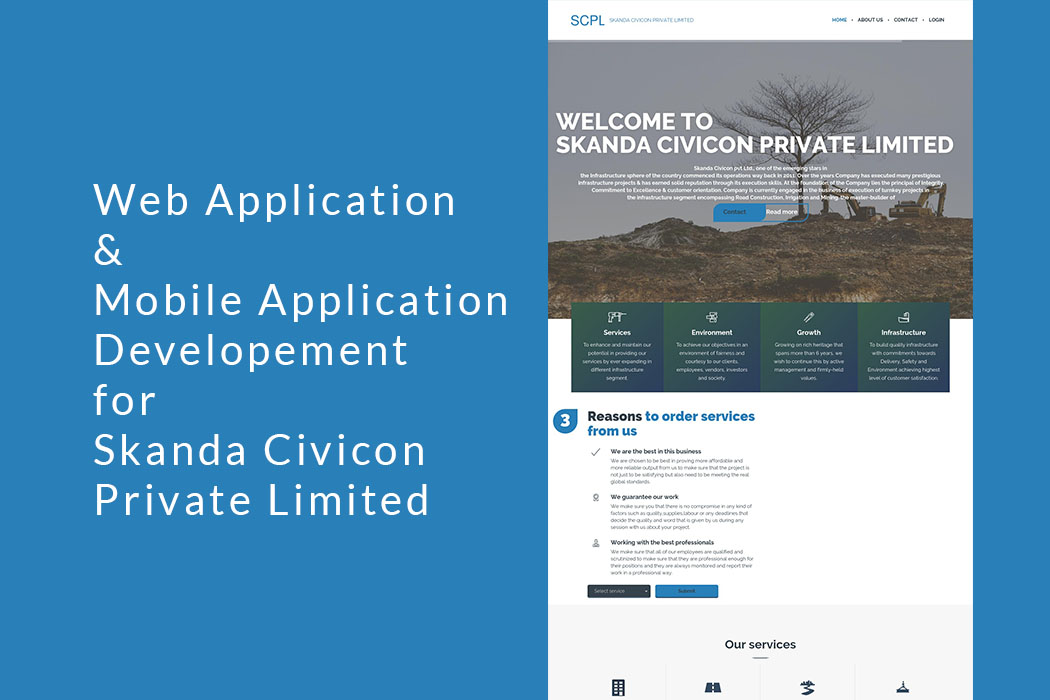 Web Application
&
Mobile Application
Developement
for
Skanda Civicon
Private Limited
SCPL SKANDA CIVICON PRIVATE LIMITED
HOME • ABOUT US • CONTACT • LOGIN
WELCOME TO
SKANDA CIVICON PRIVATE LIMITED
Skanda Civicon pvt Ltd., one of the emerging stars in
the Infrastructure sphere of the country commenced its operations way back in 2011. Over the years Company has executed many prestigious
infrastructure projects & has earned solid reputation through its execution skills. At the foundation of the Company lies the principal of Integrity,
Commitment to Excellence & customer orientation. Company is currently engaged in the business of execution of turnkey projects in
the infrastructure segment encompassing Road Construction, Irrigation and Mining. the master-builder of
Contact Read more
Services
To enhance and maintain our
potential in providing our
services by ever expanding in
different infrastructure
segment
Environment
To achieve our objectives in an
environment of fairness and
courtesy to our clients,
employees, vendors, investors
and society.
Growth
Growing on rich heritage that
spans more than 6 years, we
wish to continue this by active
management and firmly-held
values.
Infrastructure
To build quality infrastructure
with commitments towards
Delivery, Safety and
Environment achieving highest
level of customer satisfaction.
3 Reasons to order services
from us
We are the best in this business
We are chosen to be best in proving more affordable and
more reliable output from us to make sure that the project is
not just to be satisfying but also need to be meeting the real
global standards.
We guarantee our work
We make sure you that there is no compromise in any kind of
factors such as quality,supplies,labour or any deadlines that
decide the quality and word that is given by us during any
session with us about your project.
Working with the best professionals
We make sure that all of our employees are qualified and
scrutinized to make sure that they are professional enough for
their positions and they are always monitored and report their
work in a professional way.
Select service Submit
Our services